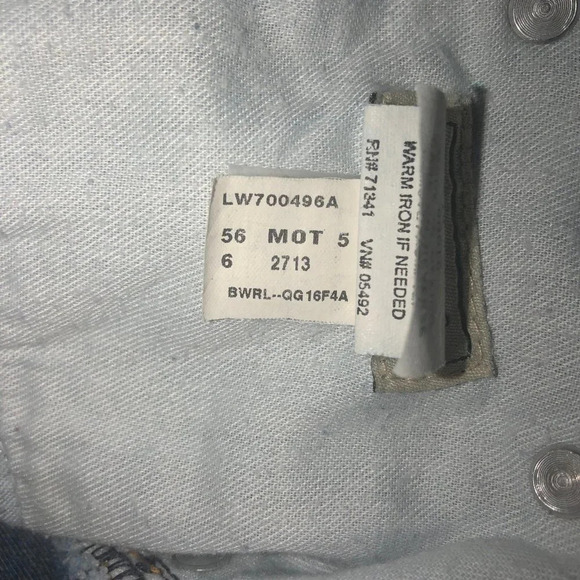 LW700496A
56 MOT 5
6 2713
BWRL--QG16F4A
WARM IRON IF NEEDED
RN# 71341 VN# 05492